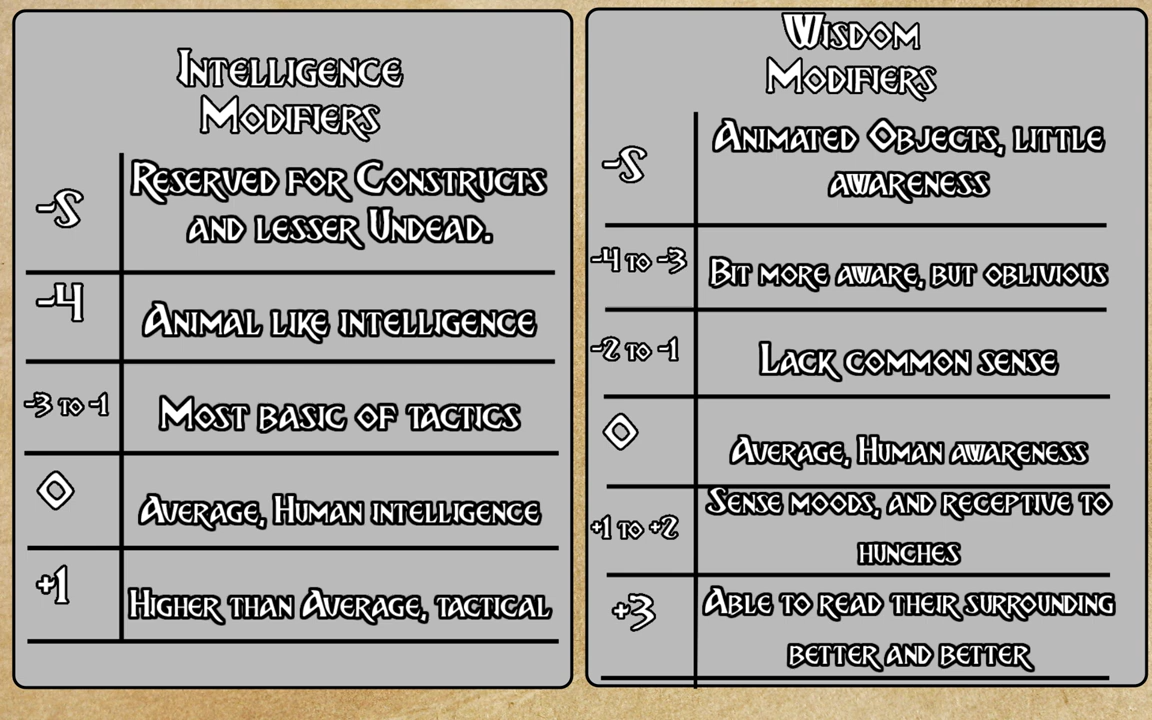 Intelligence
Modifiers
-5
Reserved for Constructs
and lesser Undead.
-4
Animal like intelligence
-3 to -1
Most basic of tactics
0
Average, Human intelligence
+1
Higher than Average, tactical
Wisdom
Modifiers
-5
Animated Objects, little
awareness
-4 to -3
Bit more aware, but oblivious
-2 to -1
Lack common sense
0
Average, Human awareness
+1 to +2
Sense moods, and receptive to
hunches
+3
Able to read their surrounding
better and better